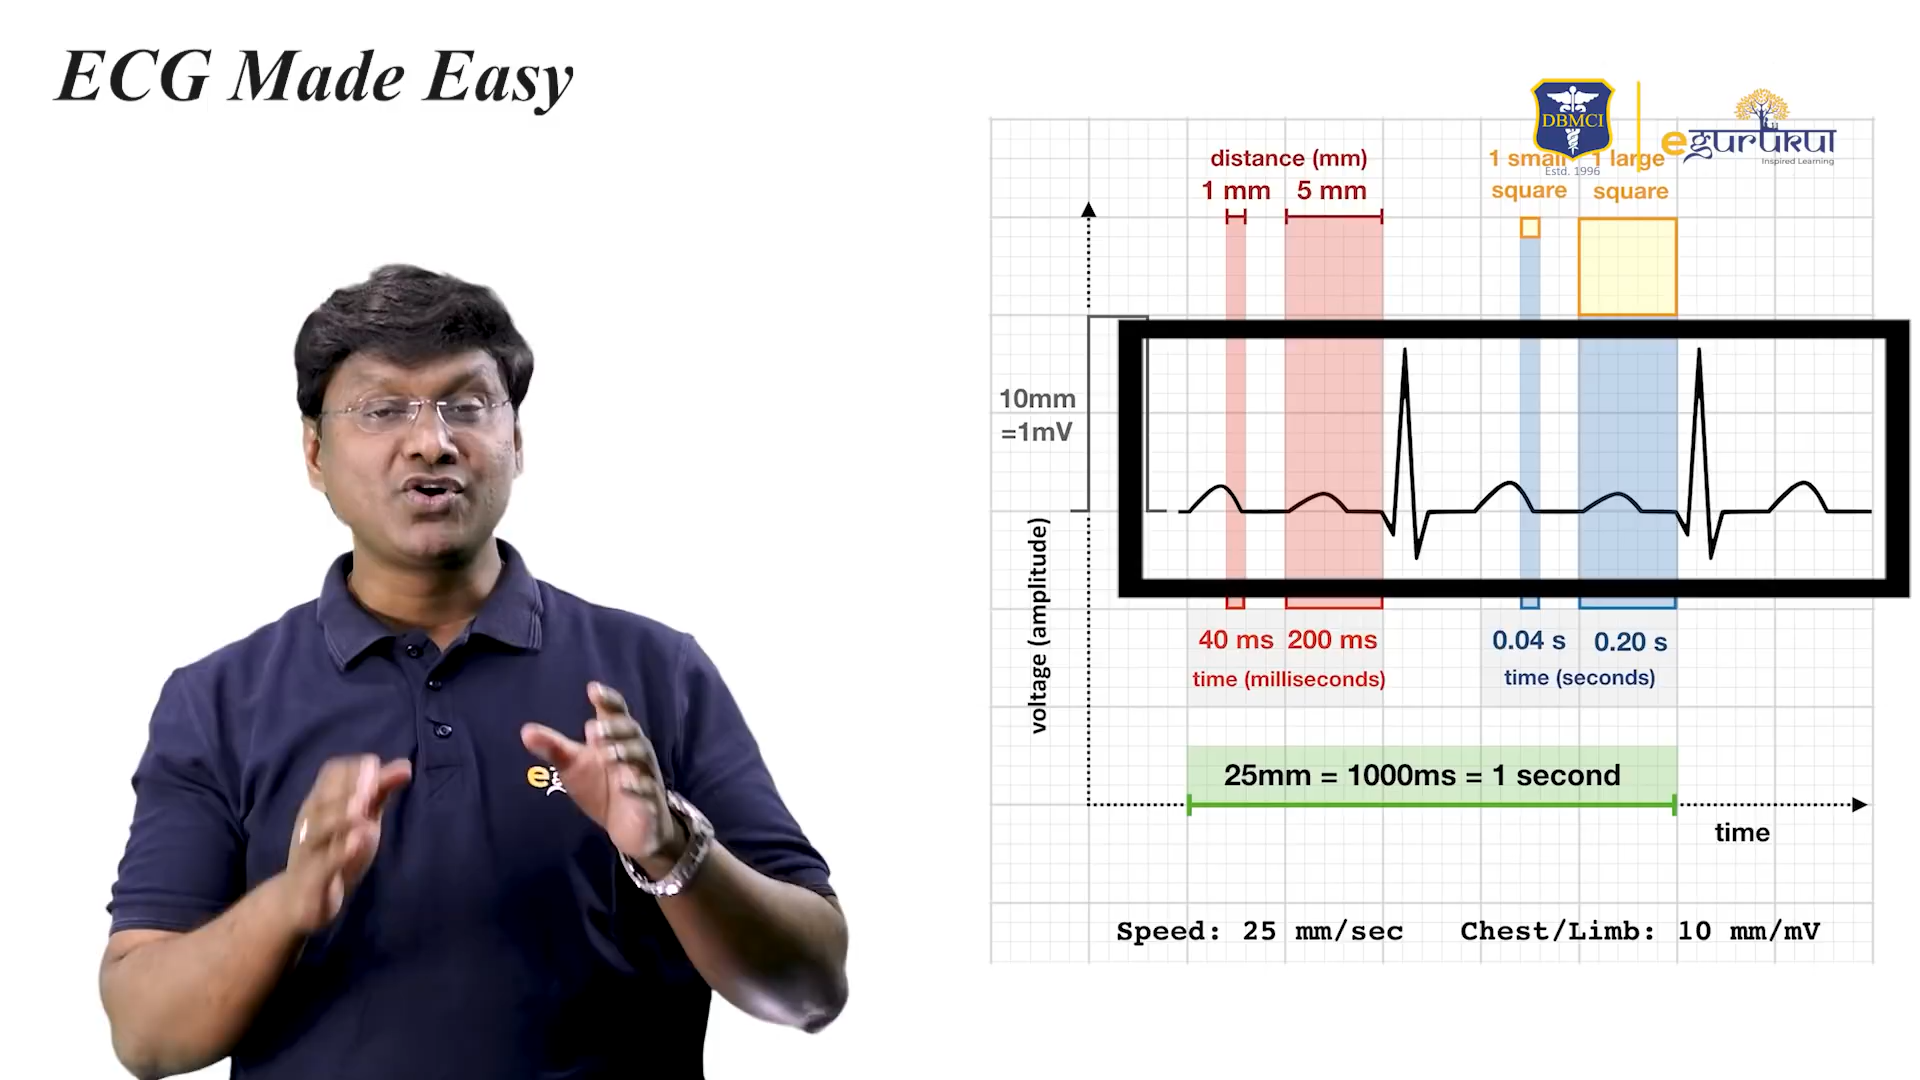 ECG Made Easy
DBMCI
Estd. 1996
egurukul
Inspired Learning
distance (mm)
1 mm
5 mm
1 small
square
1 large
square
10mm
=1mV
voltage (amplitude)
40 ms
200 ms
time (milliseconds)
0.04 s
0.20 s
time (seconds)
25mm = 1000ms = 1 second
time
Speed: 25 mm/sec
Chest/Limb: 10 mm/mV
e